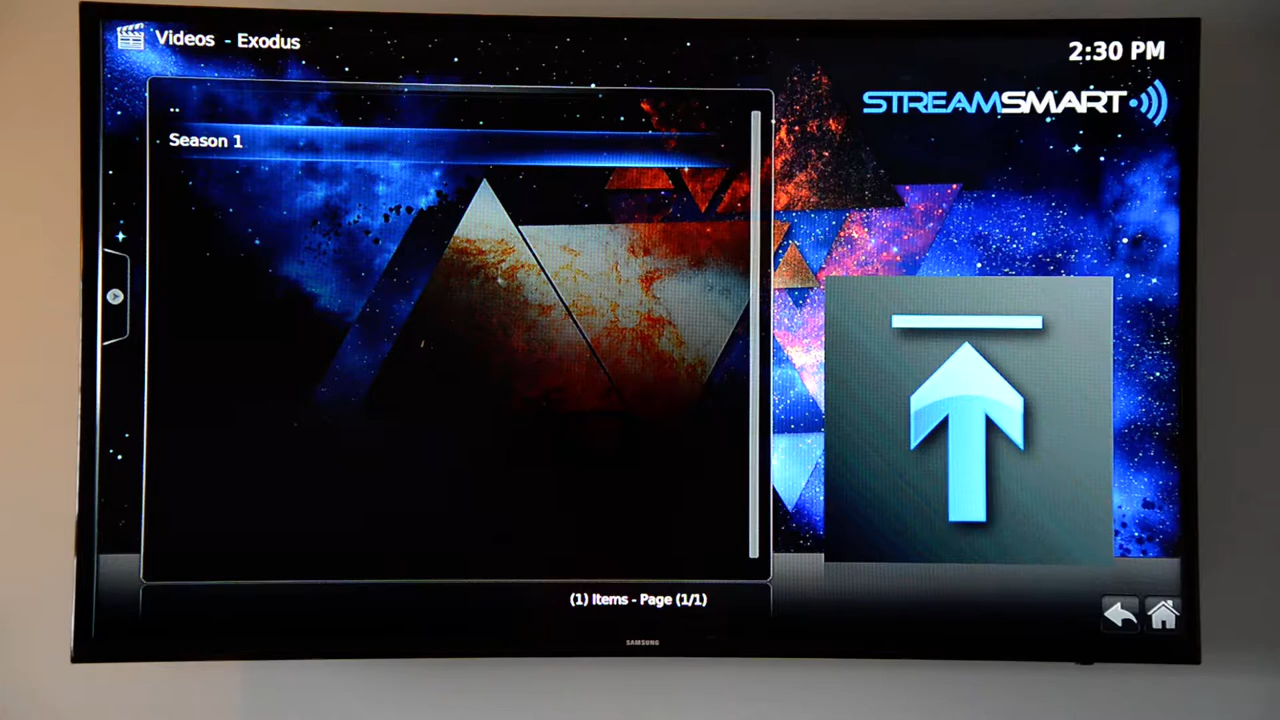 Videos - Exodus
2:30 PM
STREAMSMART
..
Season 1
(1) Items - Page (1/1)
SAMSUNG